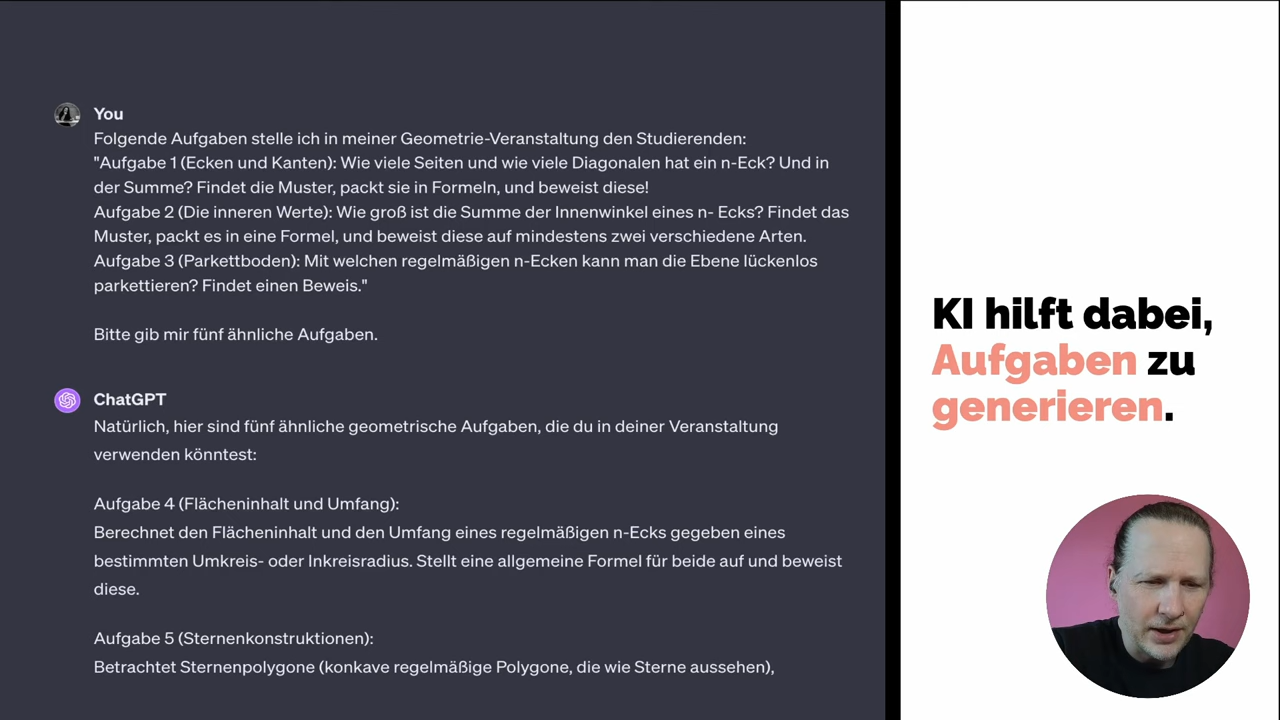 You
Folgende Aufgaben stelle ich in meiner Geometrie-Veranstaltung den Studierenden:
"Aufgabe 1 (Ecken und Kanten): Wie viele Seiten und wie viele Diagonalen hat ein n-Eck? Und in
der Summe? Findet die Muster, packt sie in Formeln, und beweist diese!
Aufgabe 2 (Die inneren Werte): Wie groß ist die Summe der Innenwinkel eines n- Ecks? Findet das
Muster, packt es in eine Formel, und beweist diese auf mindestens zwei verschiedene Arten.
Aufgabe 3 (Parkettboden): Mit welchen regelmäßigen n-Ecken kann man die Ebene lückenlos
parkettieren? Findet einen Beweis."
Bitte gib mir fünf ähnliche Aufgaben.
ChatGPT
Natürlich, hier sind fünf ähnliche geometrische Aufgaben, die du in deiner Veranstaltung
verwenden könntest:
Aufgabe 4 (Flächeninhalt und Umfang):
Berechnet den Flächeninhalt und den Umfang eines regelmäßigen n-Ecks gegeben eines
bestimmten Umkreis- oder Inkreisradius. Stellt eine allgemeine Formel für beide auf und beweist
diese.
Aufgabe 5 (Sternenkonstruktionen):
Betrachtet Sternenpolygone (konkave regelmäßige Polygone, die wie Sterne aussehen),
KI hilft dabei,
Aufgaben zu
generieren.